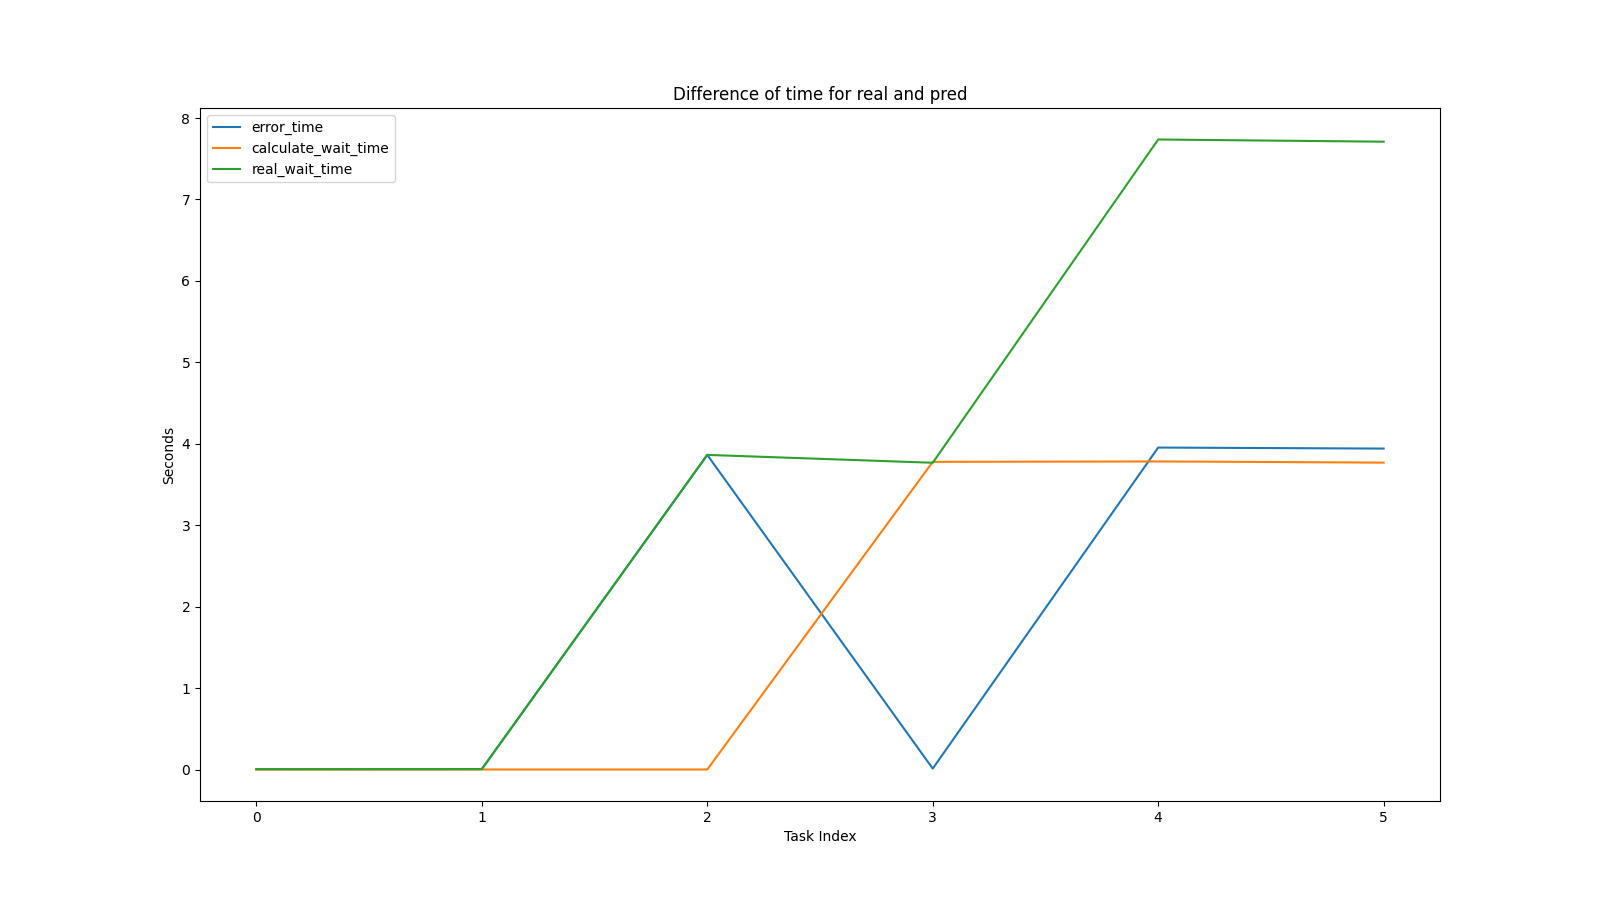 Difference of time for real and pred
error_time
calculate_wait_time
real_wait_time
8
7
6
5
4
3
2
1
0
Seconds
0 1 2 3 4 5
Task Index